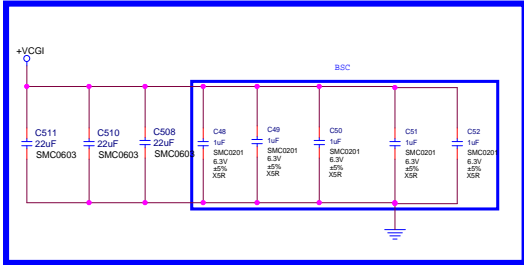 +VCGI
BSC
C511
22uF
SMC0603
C510
22uF
SMC0603
C508
22uF
SMC0603
C48
1uF
SMC0201
6.3V
±5%
X5R
C49
1uF
SMC0201
6.3V
±5%
X5R
C50
1uF
SMC0201
6.3V
±5%
X5R
C51
1uF
SMC0201
6.3V
±5%
X5R
C52
1uF
SMC0201
6.3V
±5%
X5R